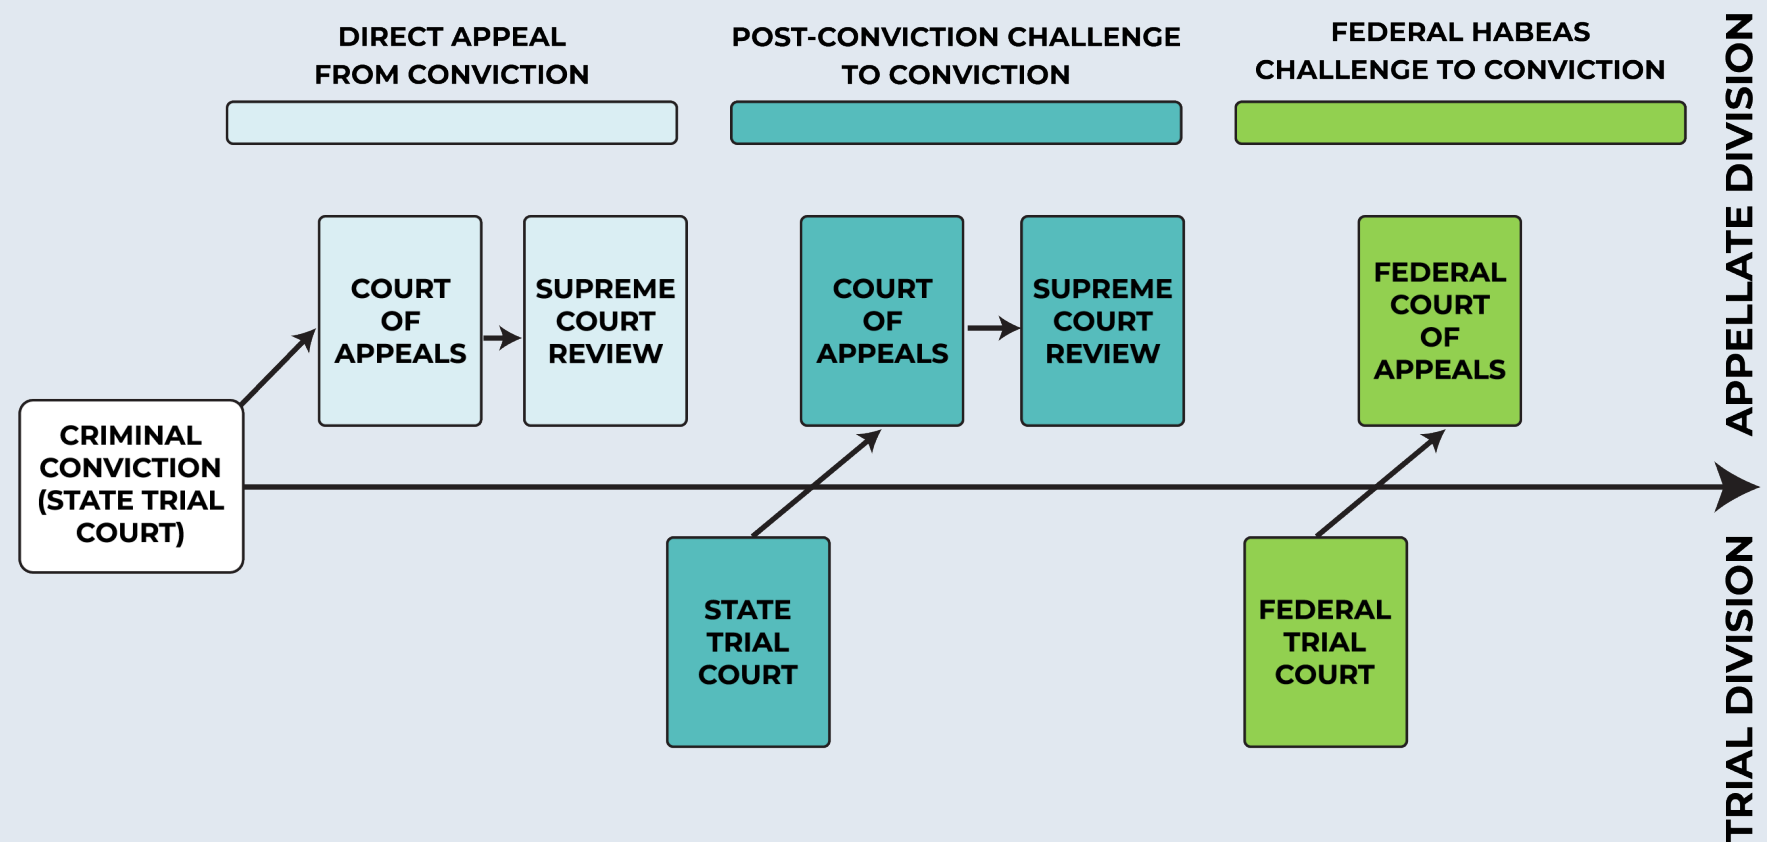 DIRECT APPEAL
FROM CONVICTION
POST-CONVICTION CHALLENGE
TO CONVICTION
FEDERAL HABEAS
CHALLENGE TO CONVICTION
APPELLATE DIVISION
COURT
OF
APPEALS
SUPREME
COURT
REVIEW
COURT
OF
APPEALS
SUPREME
COURT
REVIEW
FEDERAL
COURT
OF
APPEALS
CRIMINAL
CONVICTION
(STATE TRIAL
COURT)
STATE
TRIAL
COURT
FEDERAL
TRIAL
COURT
TRIAL DIVISION